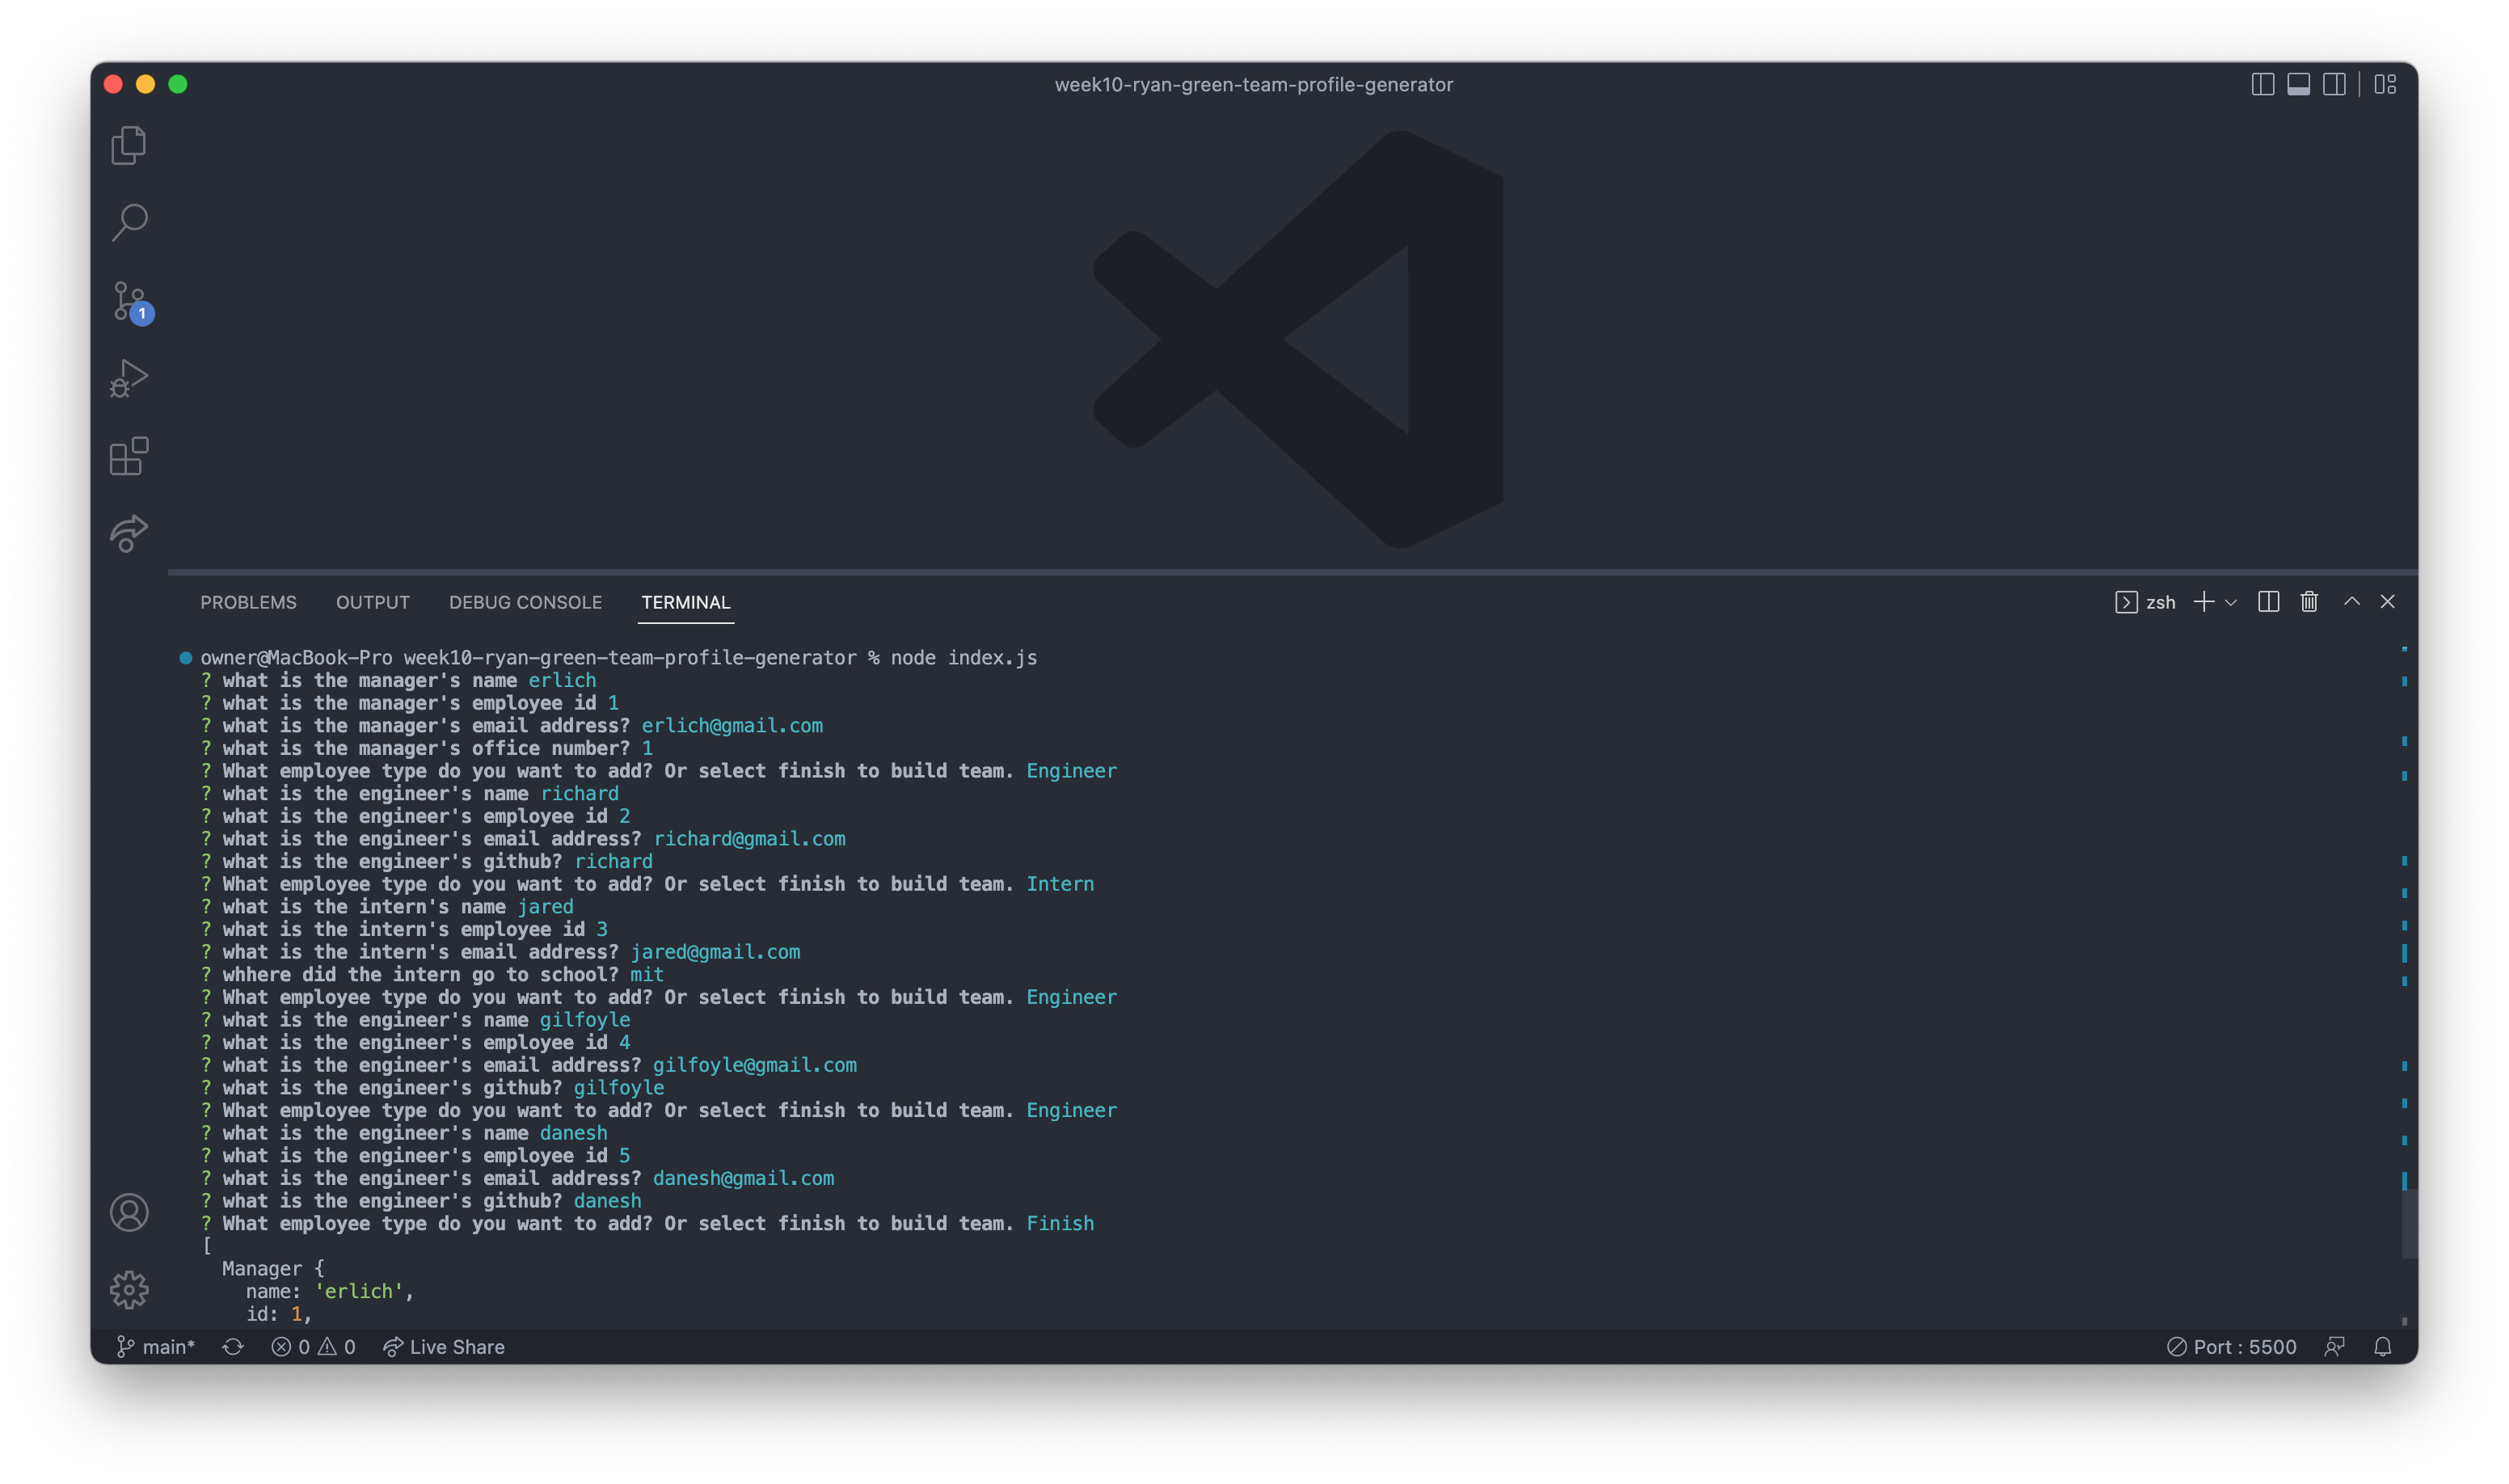 week10-ryan-green-team-profile-generator
1
PROBLEMS OUTPUT DEBUG CONSOLE TERMINAL zsh
owner@MacBook-Pro week10-ryan-green-team-profile-generator % node index.js
? what is the manager's name erlich
? what is the manager's employee id 1
? what is the manager's email address? erlich@gmail.com
? what is the manager's office number? 1
? What employee type do you want to add? Or select finish to build team. Engineer
? what is the engineer's name richard
? what is the engineer's employee id 2
? what is the engineer's email address? richard@gmail.com
? what is the engineer's github? richard
? What employee type do you want to add? Or select finish to build team. Intern
? what is the intern's name jared
? what is the intern's employee id 3
? what is the intern's email address? jared@gmail.com
? whhere did the intern go to school? mit
? What employee type do you want to add? Or select finish to build team. Engineer
? what is the engineer's name gilfoyle
? what is the engineer's employee id 4
? what is the engineer's email address? gilfoyle@gmail.com
? what is the engineer's github? gilfoyle
? What employee type do you want to add? Or select finish to build team. Engineer
? what is the engineer's name danesh
? what is the engineer's employee id 5
? what is the engineer's email address? danesh@gmail.com
? what is the engineer's github? danesh
? What employee type do you want to add? Or select finish to build team. Finish
[
Manager {
name: 'erlich',
id: 1,
main* 0 0 Live Share Port : 5500